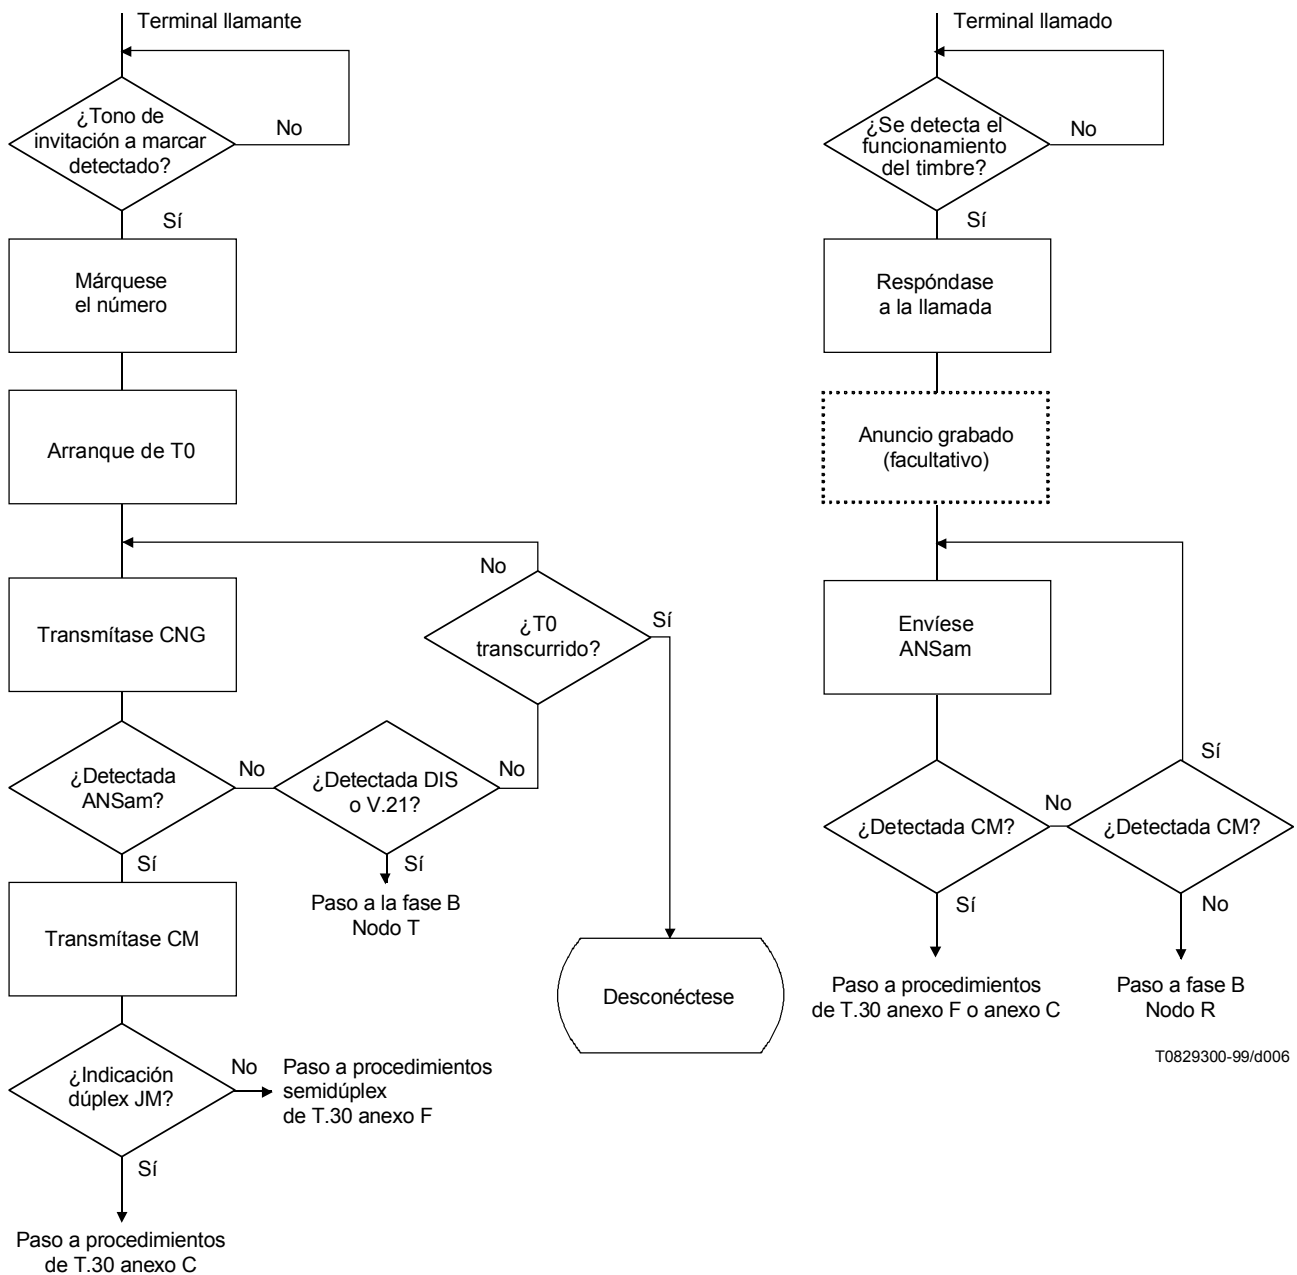 Terminal llamante
¿Tono de
invitación a marcar
detectado?
No
Sí
Márquese
el número
Arranque de T0
Transmítase CNG
¿Detectada
ANSam?
No
Sí
¿Detectada DIS
o V.21?
No
Sí
Paso a la fase B
Nodo T
¿T0
transcurrido?
No
Sí
Desconéctese
Transmítase CM
¿Indicación
dúplex JM?
No
Paso a procedimientos
semidúplex
de T.30 anexo F
Sí
Paso a procedimientos
de T.30 anexo C
Terminal llamado
¿Se detecta el
funcionamiento
del timbre?
No
Sí
Respóndase
a la llamada
Anuncio grabado
(facultativo)
Envíese
ANSam
¿Detectada CM?
No
Sí
Paso a procedimientos
de T.30 anexo F o anexo C
¿Detectada CM?
Sí
No
Paso a fase B
Nodo R
T0829300-99/d006